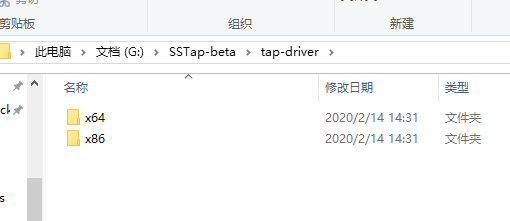 剪贴板 组织 新建
此电脑 > 文档 (G:) > SSTap-beta > tap-driver >
名称 修改日期 类型
x64 2020/2/14 14:31 文件夹
x86 2020/2/14 14:31 文件夹
ck
s